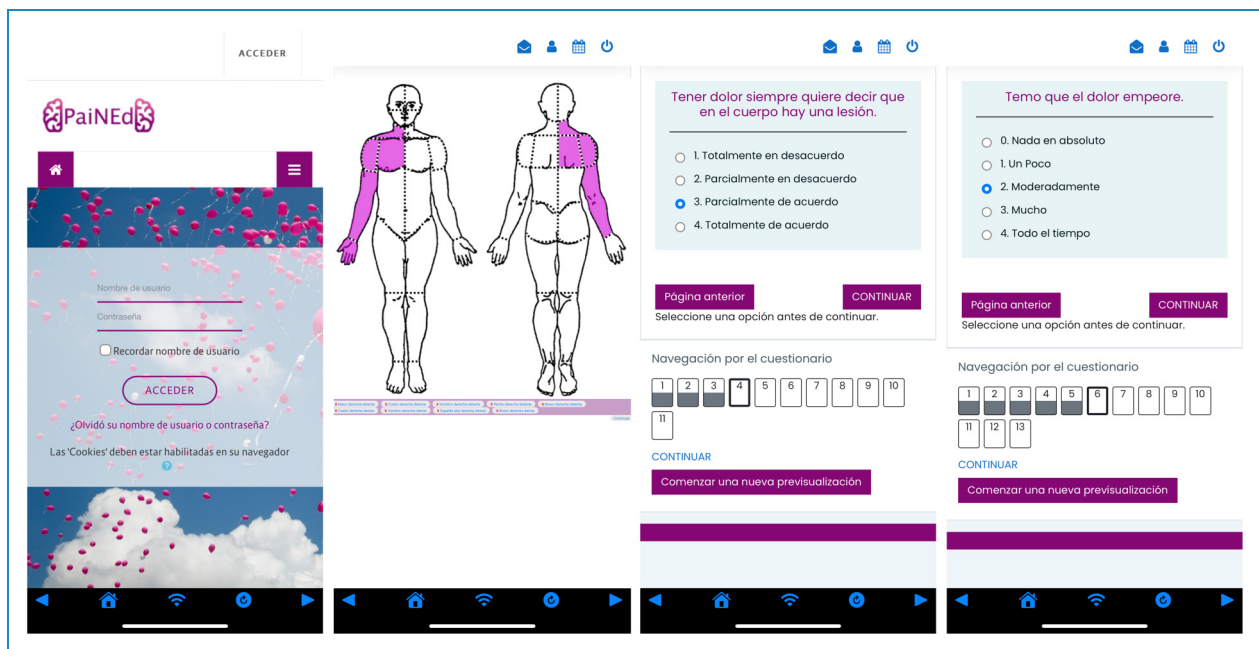 ACCEDER
PaiNEd
Nombre de usuario
Contraseña
Recordar nombre de usuario
ACCEDER
¿Olvidó su nombre de usuario o contraseña?
Las 'Cookies' deben estar habilitadas en su navegador
?
Continuar
Tener dolor siempre quiere decir que
en el cuerpo hay una lesión.
1. Totalmente en desacuerdo
2. Parcialmente en desacuerdo
3. Parcialmente de acuerdo
4. Totalmente de acuerdo
Página anterior
CONTINUAR
Seleccione una opción antes de continuar.
Navegación por el cuestionario
1 2 3 4 5 6 7 8 9 10
11
CONTINUAR
Comenzar una nueva previsualización
Temo que el dolor empeore.
0. Nada en absoluto
1. Un Poco
2. Moderadamente
3. Mucho
4. Todo el tiempo
Página anterior
CONTINUAR
Seleccione una opción antes de continuar.
Navegación por el cuestionario
1 2 3 4 5 6 7 8 9 10
11 12 13
CONTINUAR
Comenzar una nueva previsualización